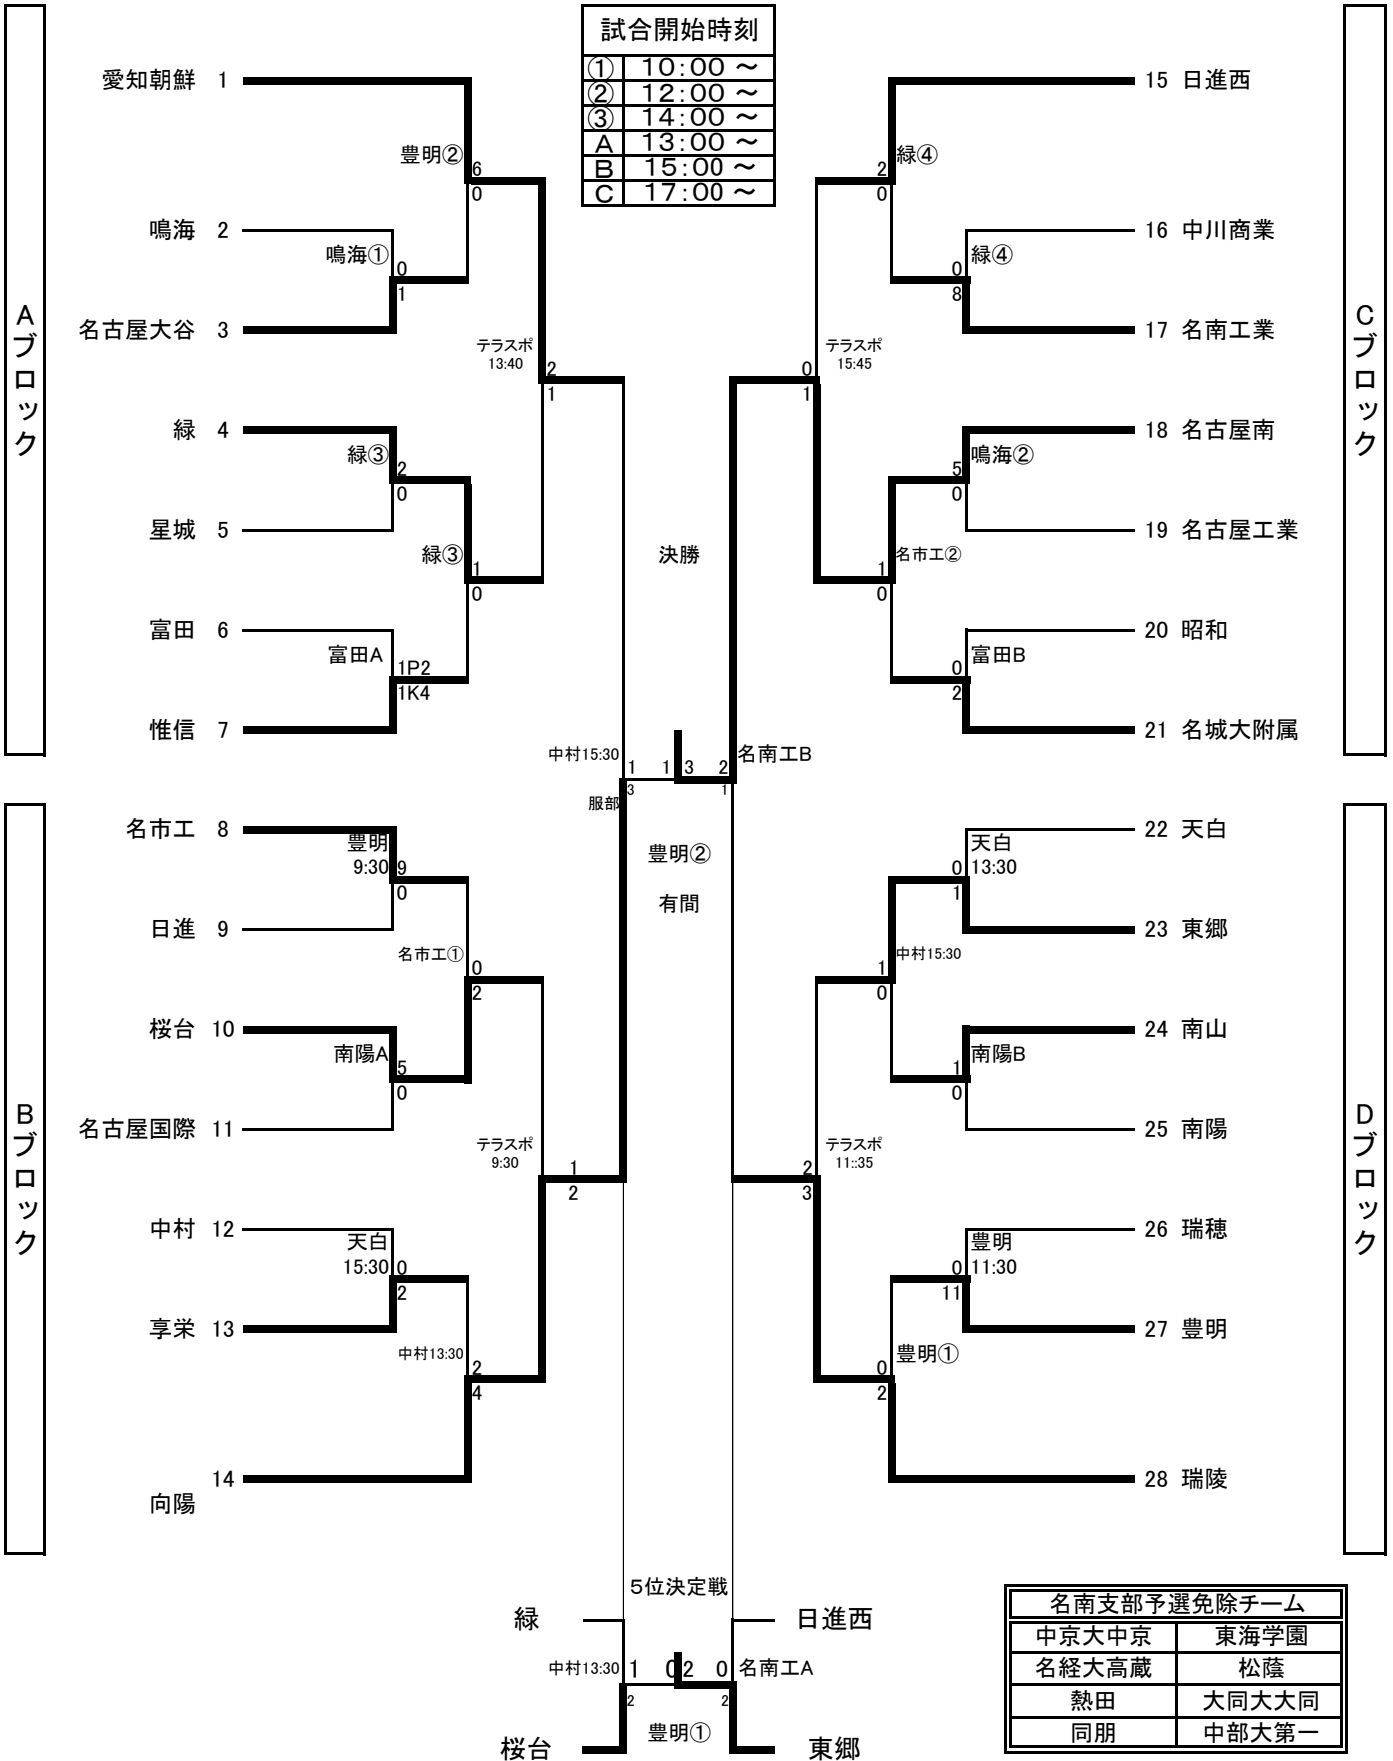 試合開始時刻
① 10:00 ～
② 12:00 ～
③ 14:00 ～
A 13:00 ～
B 15:00 ～
C 17:00 ～
Aブロック
愛知朝鮮 1
豊明②
6
0
鳴海 2
鳴海①
0
1
名古屋大谷 3
テラスポ
13:40
2
1
緑 4
緑③
2
0
星城 5
緑③
1
0
富田 6
富田A
1P2
1K4
惟信 7
Bブロック
名市工 8
豊明
9:30
9
0
日進 9
名市工①
0
2
桜台 10
南陽A
5
0
名古屋国際 11
テラスポ
9:30
1
2
中村 12
天白
15:30
0
2
享栄 13
中村13:30
2
4
14
向陽
決勝
中村15:30
1
3
服部
1 3
2
1
名南工B
豊明②
有間
Cブロック
15 日進西
緑④
2
0
16 中川商業
緑④
0
8
17 名南工業
テラスポ
15:45
0
1
18 名古屋南
鳴海②
5
0
19 名古屋工業
名市工②
1
0
20 昭和
富田B
0
2
21 名城大附属
Dブロック
22 天白
天白
13:30
0
1
23 東郷
中村15:30
1
0
24 南山
南陽B
1
0
25 南陽
テラスポ
11::35
2
3
26 瑞穂
豊明
11:30
0
11
27 豊明
豊明①
0
2
28 瑞陵
5位決定戦
緑
日進西
中村13:30
1
2
0 2
0
2
名南工A
豊明①
桜台
東郷
名南支部予選免除チーム
中京大中京 東海学園
名経大高蔵 松蔭
熱田 大同大大同
同朋 中部大第一